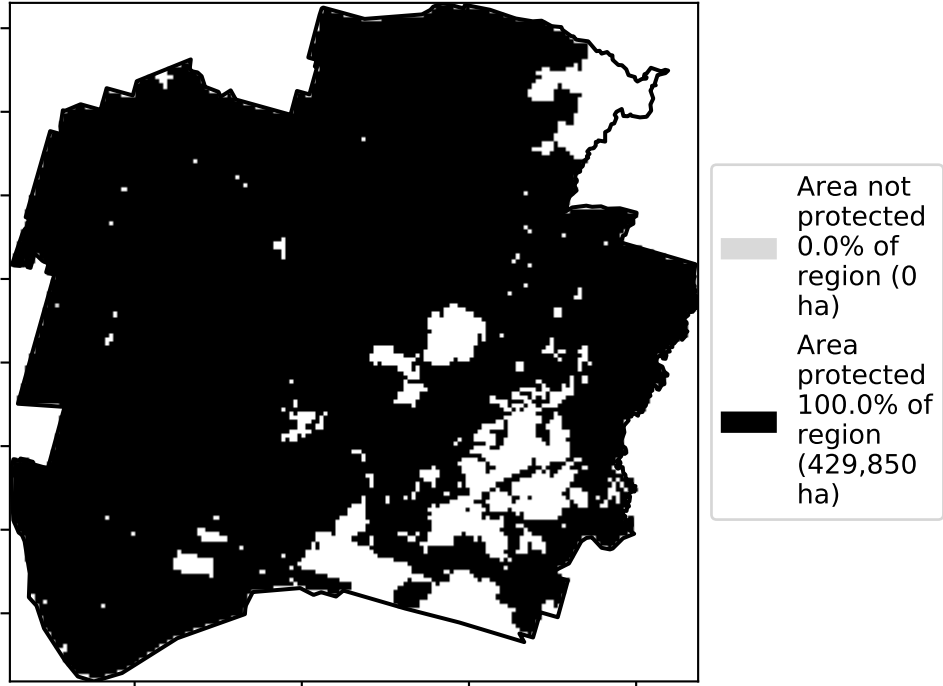 Area not
protected
0.0% of
region (0
ha)
Area
protected
100.0% of
region
(429,850
ha)